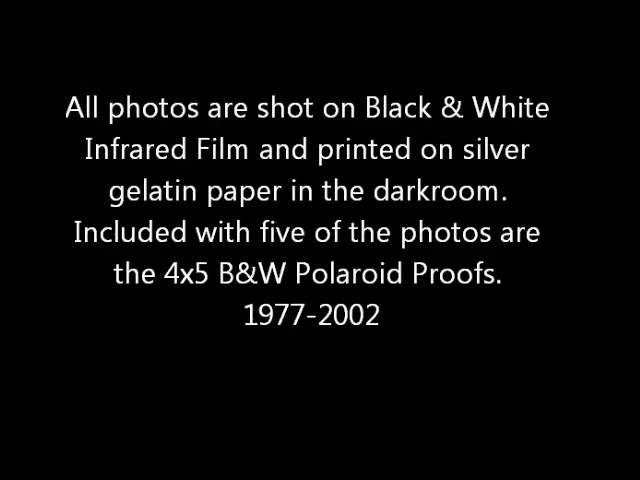 All photos are shot on Black & White
Infrared Film and printed on silver
gelatin paper in the darkroom.
Included with five of the photos are
the 4x5 B&W Polaroid Proofs.
1977-2002